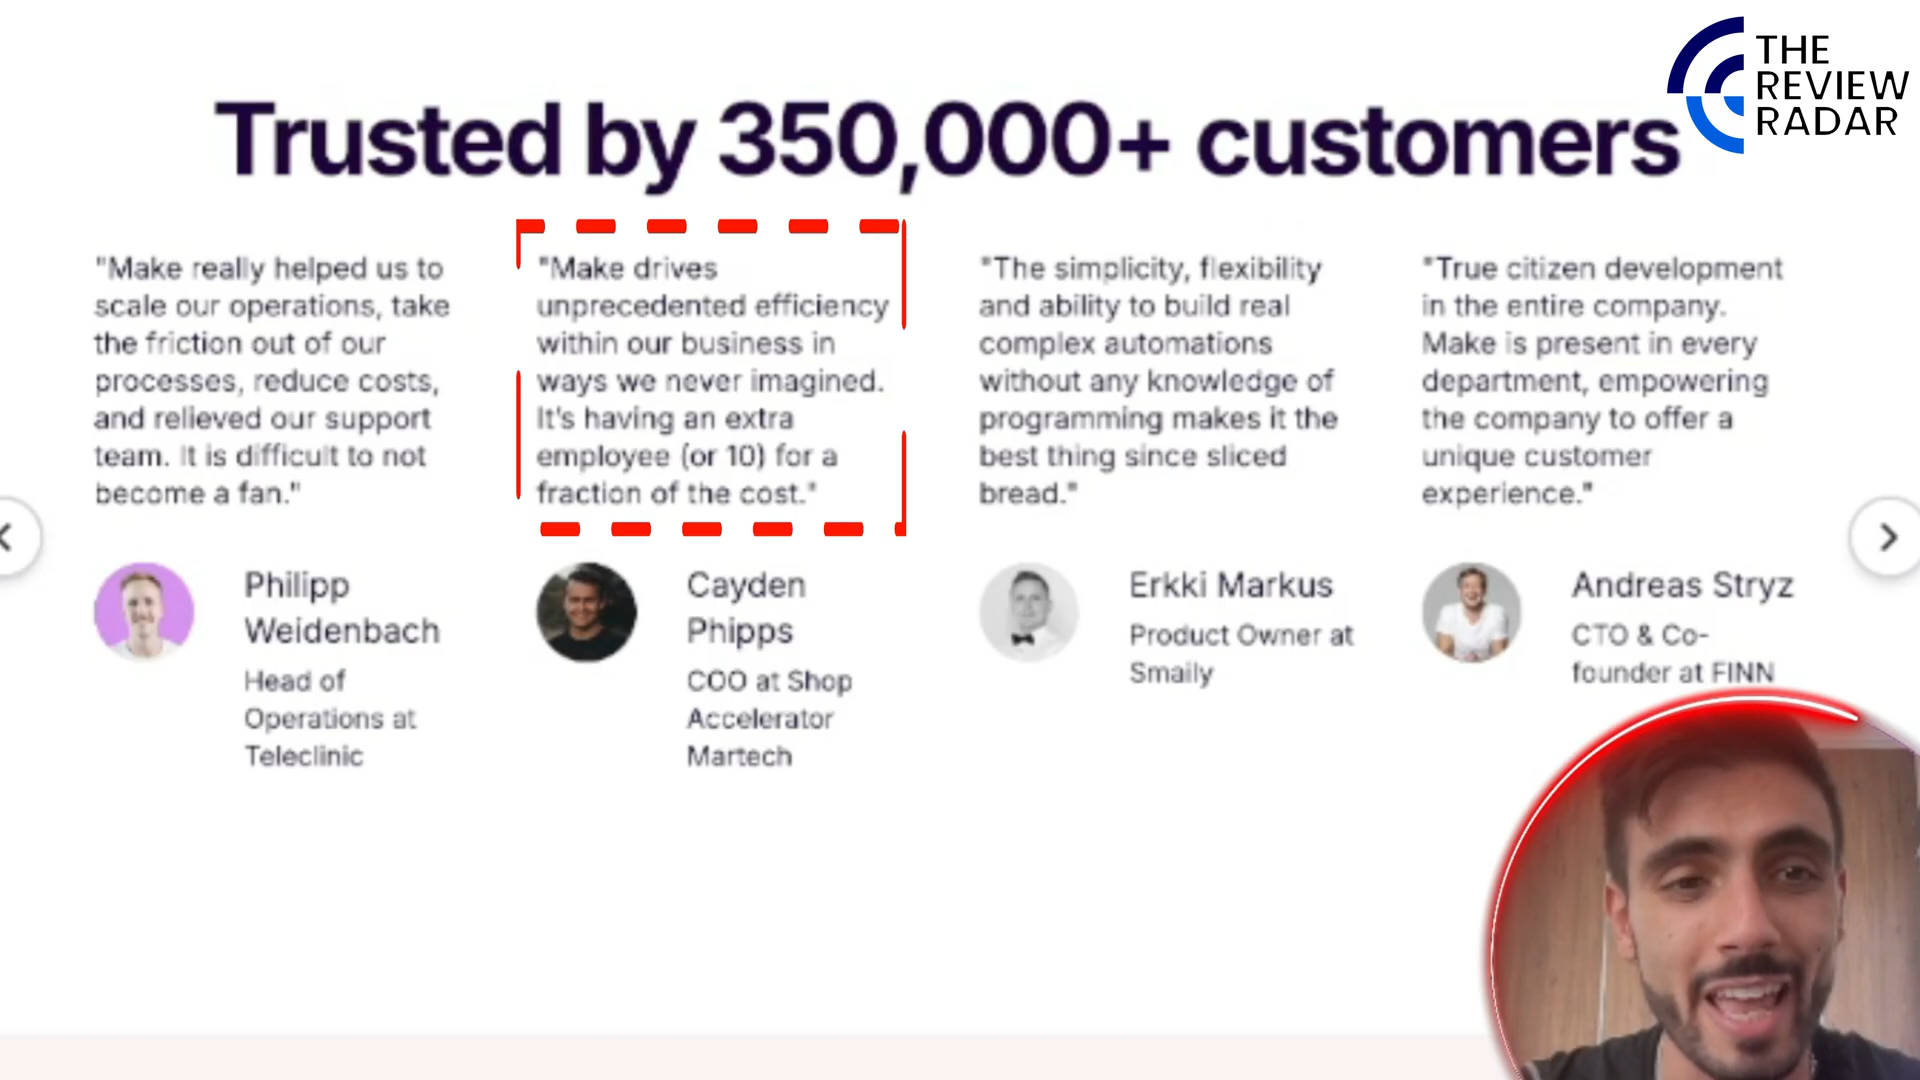 THE
REVIEW
RADAR
Trusted by 350,000+ customers
"Make really helped us to
scale our operations, take
the friction out of our
processes, reduce costs,
and relieved our support
team. It is difficult to not
become a fan."
Philipp
Weidenbach
Head of
Operations at
Teleclinic
"Make drives
unprecedented efficiency
within our business in
ways we never imagined.
It's having an extra
employee (or 10) for a
fraction of the cost."
Cayden
Phipps
COO at Shop
Accelerator
Martech
"The simplicity, flexibility
and ability to build real
complex automations
without any knowledge of
programming makes it the
best thing since sliced
bread."
Erkki Markus
Product Owner at
Smaily
"True citizen development
in the entire company.
Make is present in every
department, empowering
the company to offer a
unique customer
experience."
Andreas Stryz
CTO & Co-
founder at FINN